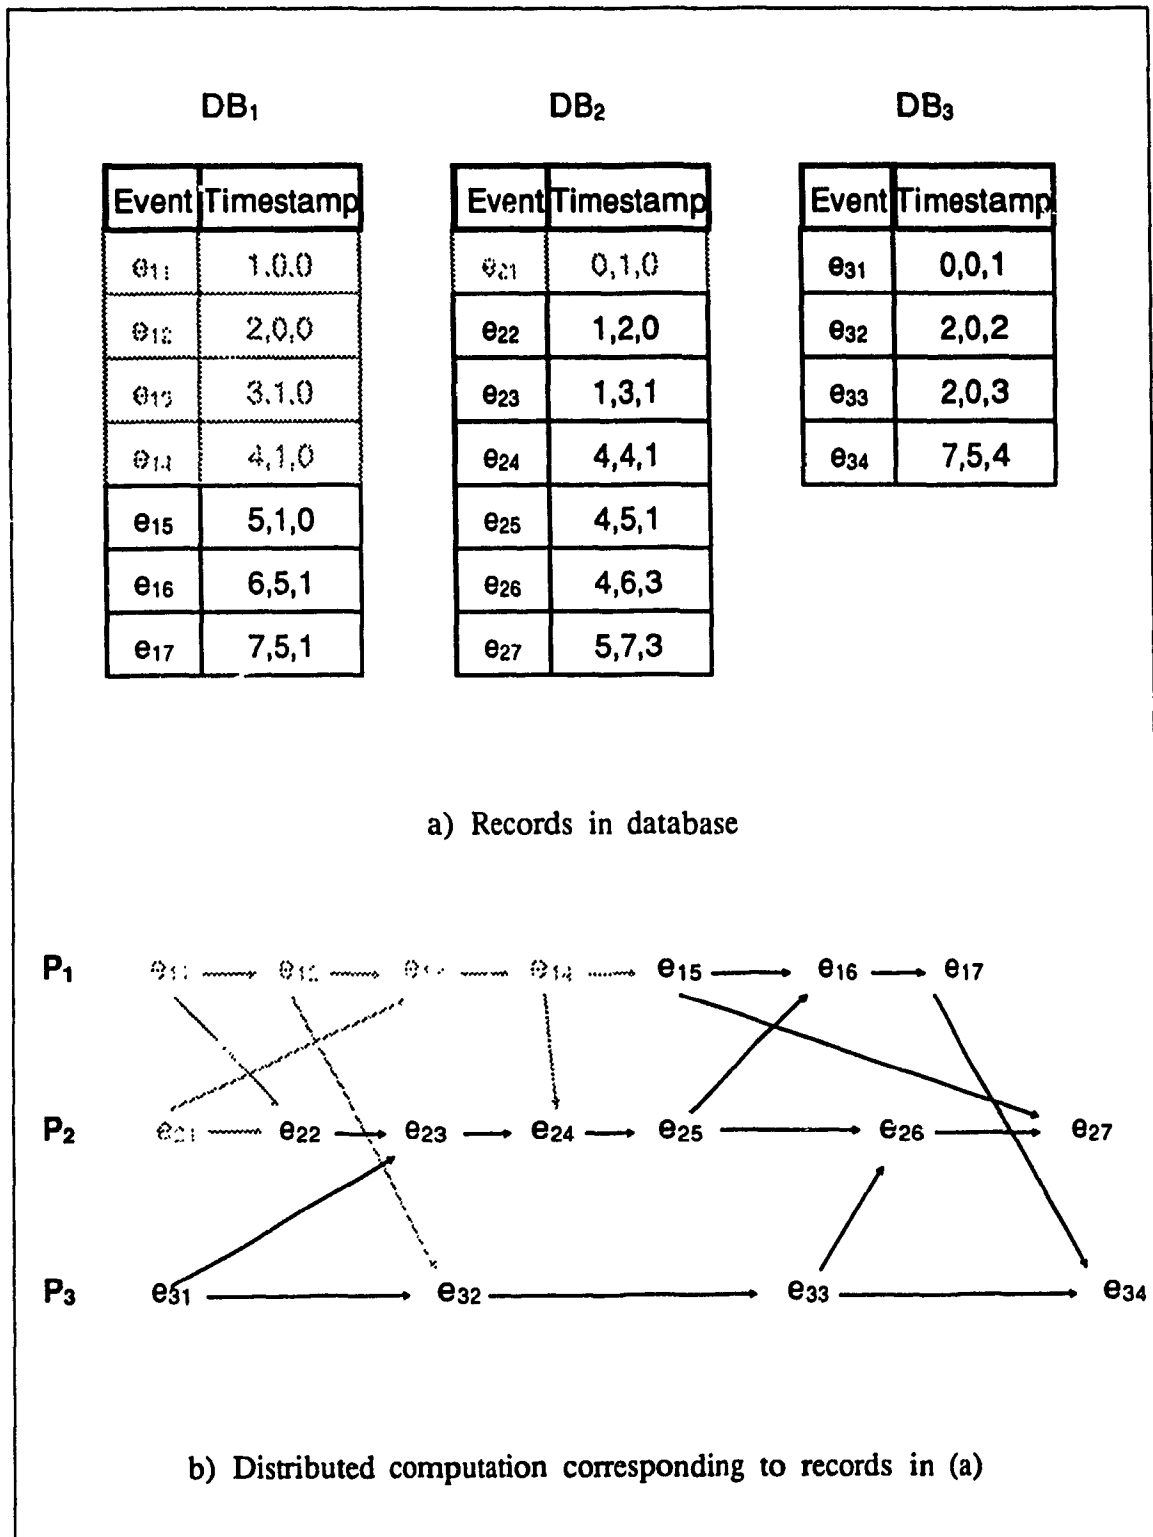 DB₁ DB₂ DB₃
Event Timestamp Event Timestamp Event Timestamp
e₁₁ 1,0,0 e₂₁ 0,1,0 e₃₁ 0,0,1
e₁₂ 2,0,0 e₂₂ 1,2,0 e₃₂ 2,0,2
e₁₃ 3,1,0 e₂₃ 1,3,1 e₃₃ 2,0,3
e₁₄ 4,1,0 e₂₄ 4,4,1 e₃₄ 7,5,4
e₁₅ 5,1,0 e₂₅ 4,5,1
e₁₆ 6,5,1 e₂₆ 4,6,3
e₁₇ 7,5,1 e₂₇ 5,7,3
a) Records in database
P₁ e₁₁ e₁₂ e₁₃ e₁₄ e₁₅ e₁₆ e₁₇
P₂ e₂₁ e₂₂ e₂₃ e₂₄ e₂₅ e₂₆ e₂₇
P₃ e₃₁ e₃₂ e₃₃ e₃₄
b) Distributed computation corresponding to records in (a)